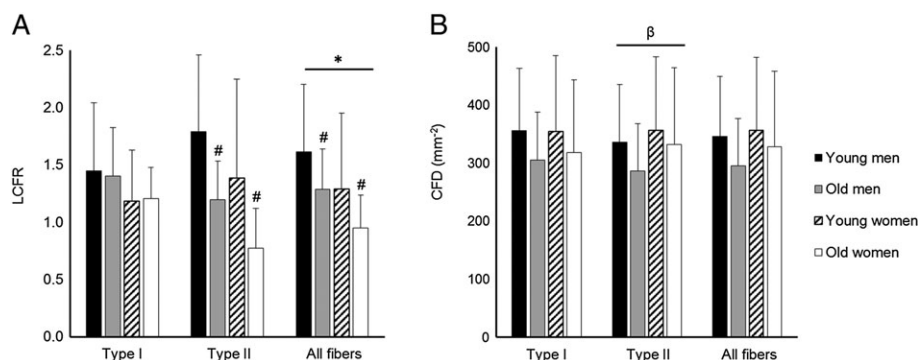 A
LCFR
2.5
2.0
1.5
1.0
0.5
0.0
#
#
#
*
#
Type I
Type II
All fibers
B
CFD (mm⁻²)
500
400
300
200
100
0
β
Type I
Type II
All fibers
Young men
Old men
Young women
Old women